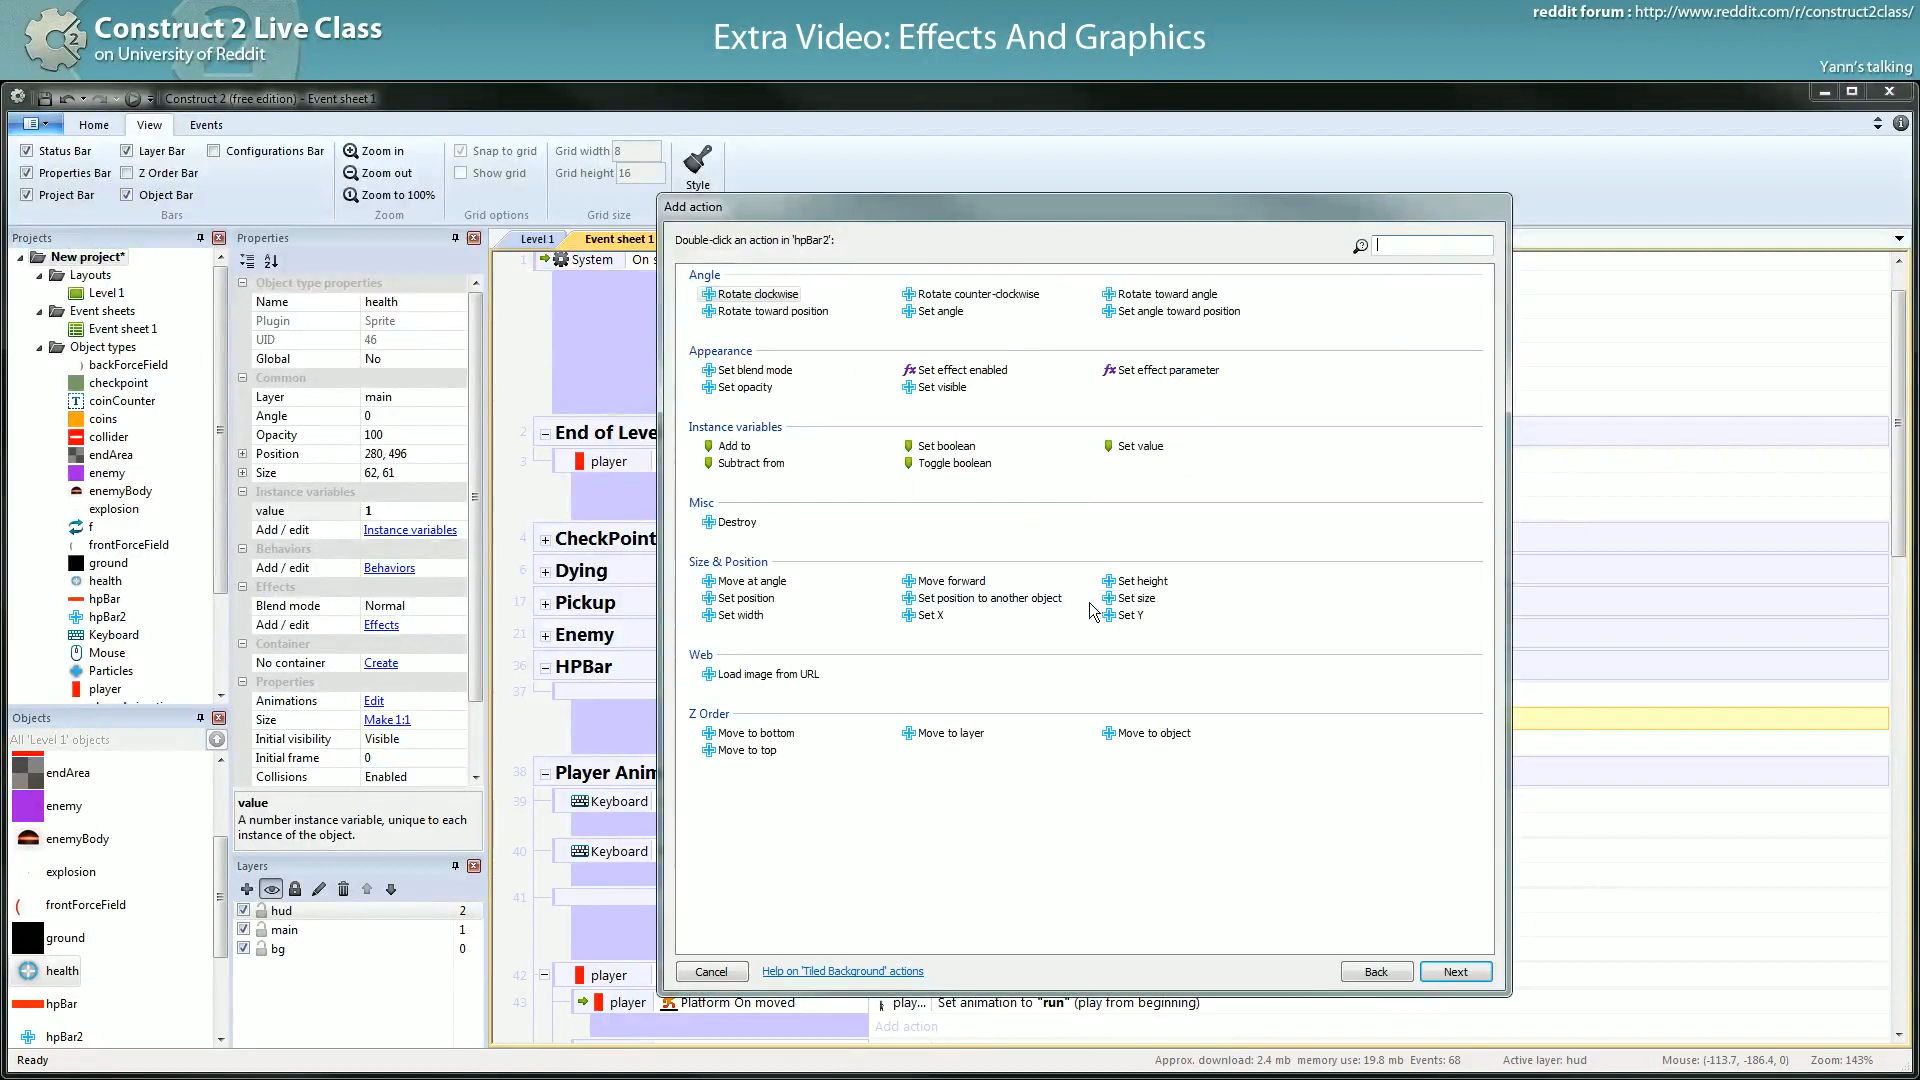 Construct 2 Live Class
on University of Reddit
Extra Video: Effects And Graphics
reddit forum : http://www.reddit.com/r/construct2class/
Yann's talking
Construct 2 (free edition) - Event sheet 1
Home View Events
Status Bar Layer Bar Configurations Bar
Properties Bar Z Order Bar
Project Bar Object Bar
Bars
Zoom in
Zoom out
Zoom to 100%
Zoom
Snap to grid
Show grid
Grid options
Grid width 8
Grid height 16
Grid size
Style
Projects
New project*
Layouts
Level 1
Event sheets
Event sheet 1
Object types
backForceField
checkpoint
coinCounter
coins
collider
endArea
enemy
enemyBody
explosion
f
frontForceField
ground
health
hpBar
hpBar2
Keyboard
Mouse
Particles
player
Objects
All 'Level 1' objects
endArea
enemy
enemyBody
explosion
frontForceField
ground
health
hpBar
hpBar2
Properties
Object type properties
Name health
Plugin Sprite
UID 46
Global No
Common
Layer main
Angle 0
Opacity 100
Position 280, 496
Size 62, 61
Instance variables
value 1
Add / edit Instance variables
Behaviors
Add / edit Behaviors
Effects
Blend mode Normal
Add / edit Effects
Container
No container Create
Properties
Animations Edit
Size Make 1:1
Initial visibility Visible
Initial frame 0
Collisions Enabled
value
A number instance variable, unique to each
instance of the object.
Layers
hud 2
main 1
bg 0
Level 1 Event sheet 1
1 System On s
2 End of Leve
3 player
4 CheckPoint
6 Dying
17 Pickup
21 Enemy
36 HPBar
37
38 Player Anim
39 Keyboard
40 Keyboard
41
42 player
43 player Platform On moved play... Set animation to "run" (play from beginning)
Add action
Add action
Double-click an action in 'hpBar2':
Angle
Rotate clockwise Rotate counter-clockwise Rotate toward angle
Rotate toward position Set angle Set angle toward position
Appearance
Set blend mode Set effect enabled Set effect parameter
Set opacity Set visible
Instance variables
Add to Set boolean Set value
Subtract from Toggle boolean
Misc
Destroy
Size & Position
Move at angle Move forward Set height
Set position Set position to another object Set size
Set width Set X Set Y
Web
Load image from URL
Z Order
Move to bottom Move to layer Move to object
Move to top
Cancel Help on 'Tiled Background' actions Back Next
Ready
Approx. download: 2.4 mb memory use: 19.8 mb Events: 68 Active layer: hud Mouse: (-113.7, -186.4, 0) Zoom: 143%